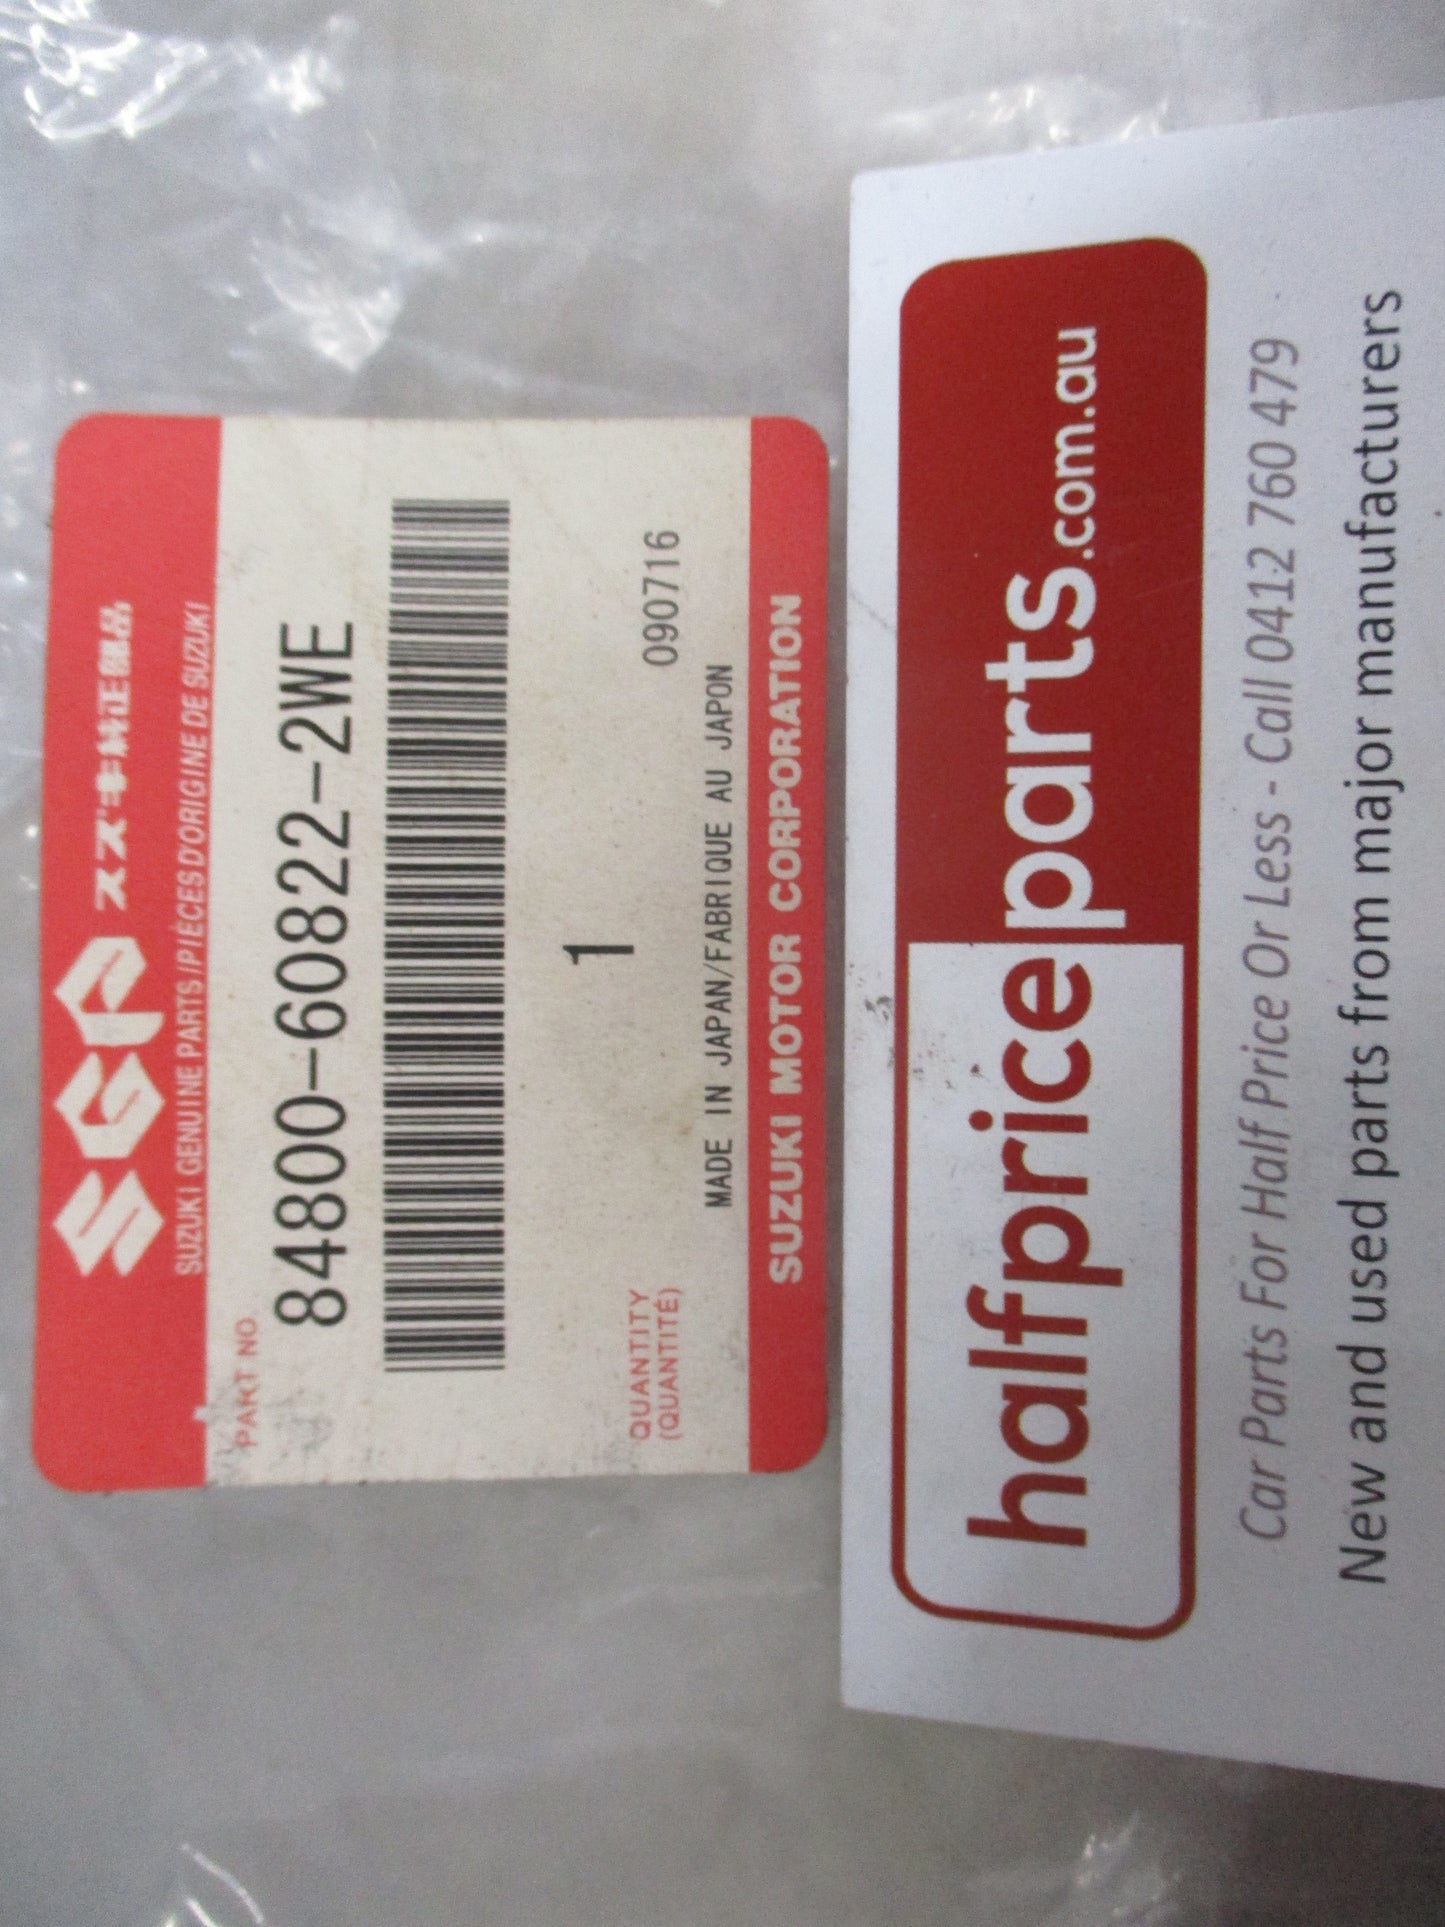 SGP スズキ純正部品
SUZUKI GENUINE PARTS/PIÈCES D'ORIGINE DE SUZUKI
PART NO.
84800-60822-2WE
1
QUANTITY
(QUANTITÉ)
090716
MADE IN JAPAN/FABRIQUE AU JAPON
SUZUKI MOTOR CORPORATION
halfpriceparts.com.au
Car Parts For Half Price Or Less - Call 0412 760 479
New and used parts from major manufacturers